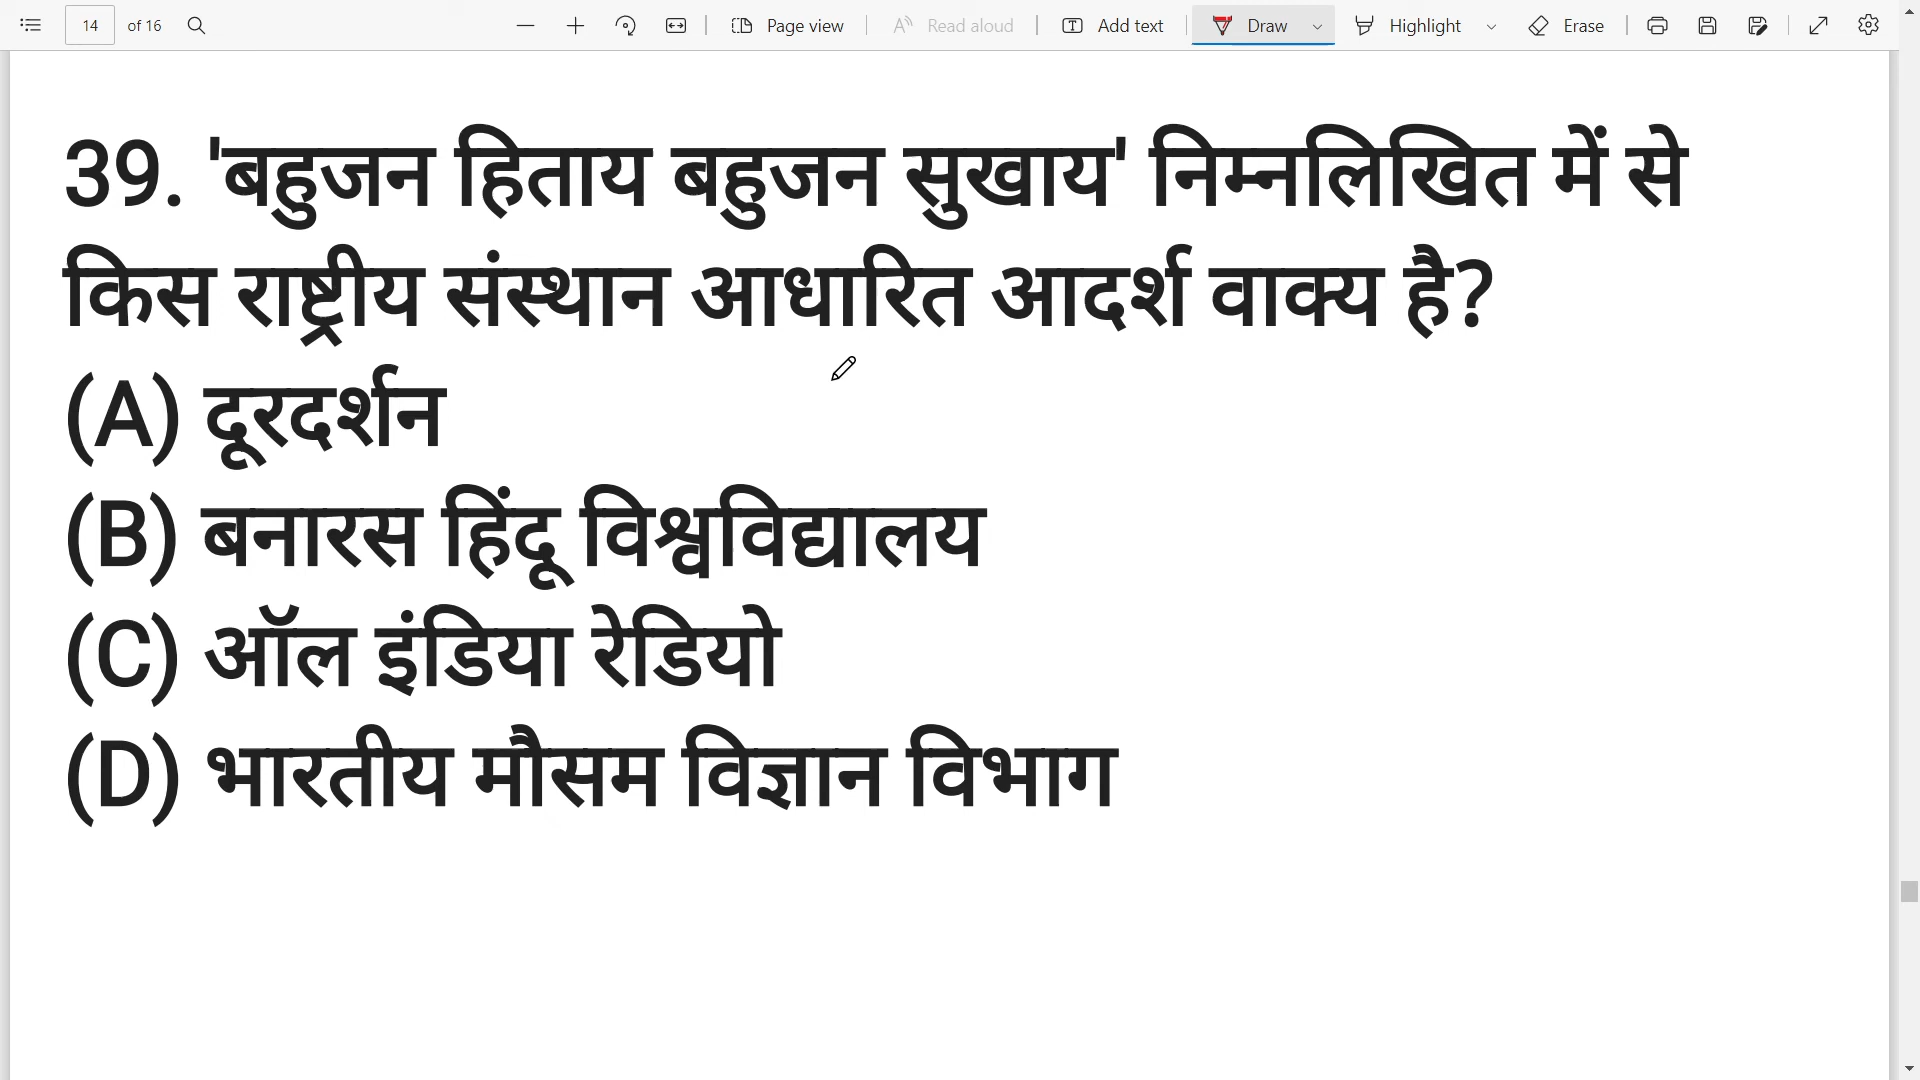 14 of 16 Page view Read aloud Add text Draw Highlight Erase
39. 'बहुजन हिताय बहुजन सुखाय' निम्नलिखित में से
किस राष्ट्रीय संस्थान आधारित आदर्श वाक्य है?
(A) दूरदर्शन
(B) बनारस हिंदू विश्वविद्यालय
(C) ऑल इंडिया रेडियो
(D) भारतीय मौसम विज्ञान विभाग